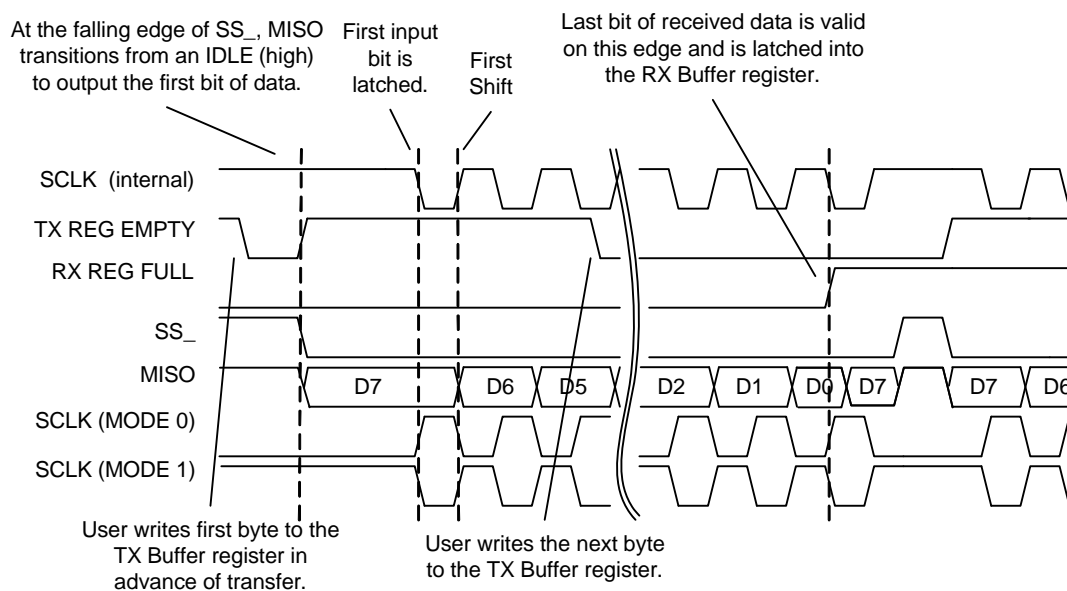 At the falling edge of SS_, MISO
transitions from an IDLE (high)
to output the first bit of data.
First input
bit is
latched.
First
Shift
Last bit of received data is valid
on this edge and is latched into
the RX Buffer register.
SCLK (internal)
TX REG EMPTY
RX REG FULL
SS_
MISO
D7 D6 D5 D2 D1 D0 D7 D7 D6
SCLK (MODE 0)
SCLK (MODE 1)
User writes first byte to the
TX Buffer register in
advance of transfer.
User writes the next byte
to the TX Buffer register.